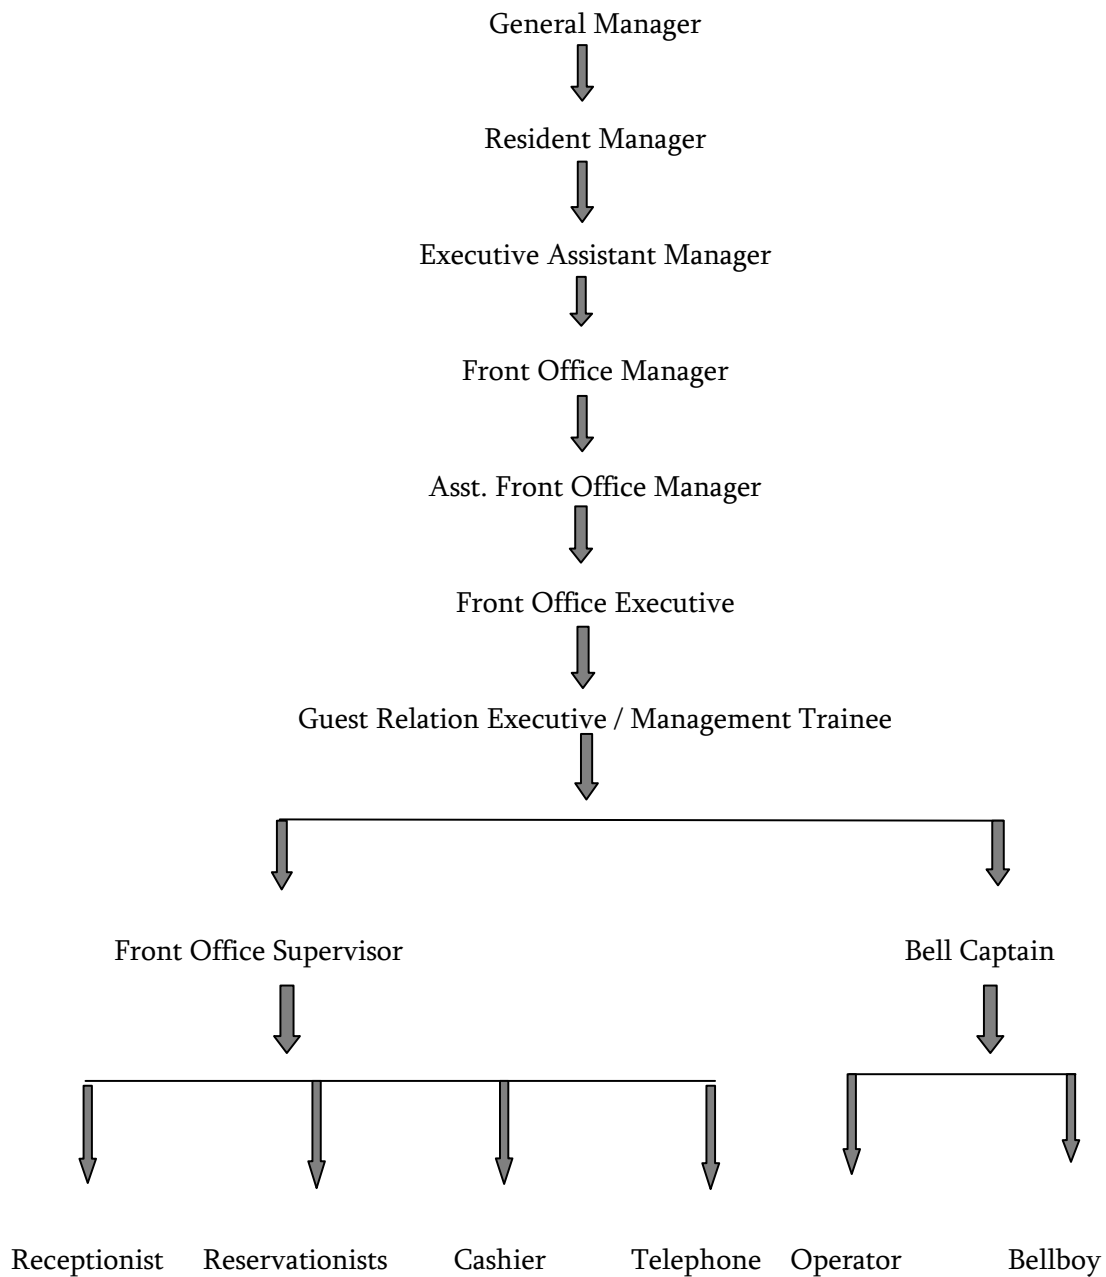 General Manager
Resident Manager
Executive Assistant Manager
Front Office Manager
Asst. Front Office Manager
Front Office Executive
Guest Relation Executive / Management Trainee
Front Office Supervisor Bell Captain
Receptionist Reservationists Cashier Telephone Operator Bellboy